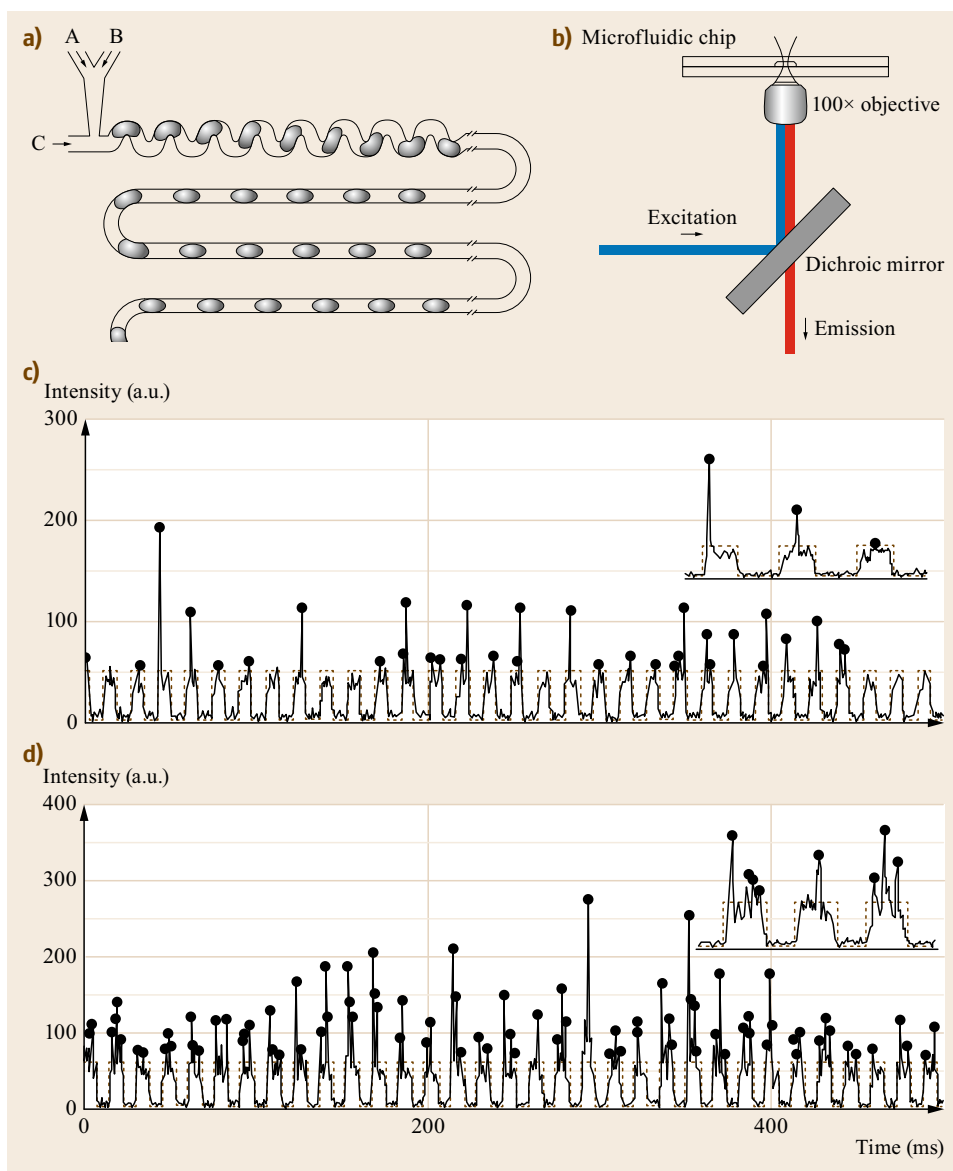 a)
A B
C
b)
Microfluidic chip
100× objective
Excitation
Dichroic mirror
Emission
c)
Intensity (a.u.)
300
200
100
0
d)
Intensity (a.u.)
400
300
200
100
0
0 200 400
Time (ms)